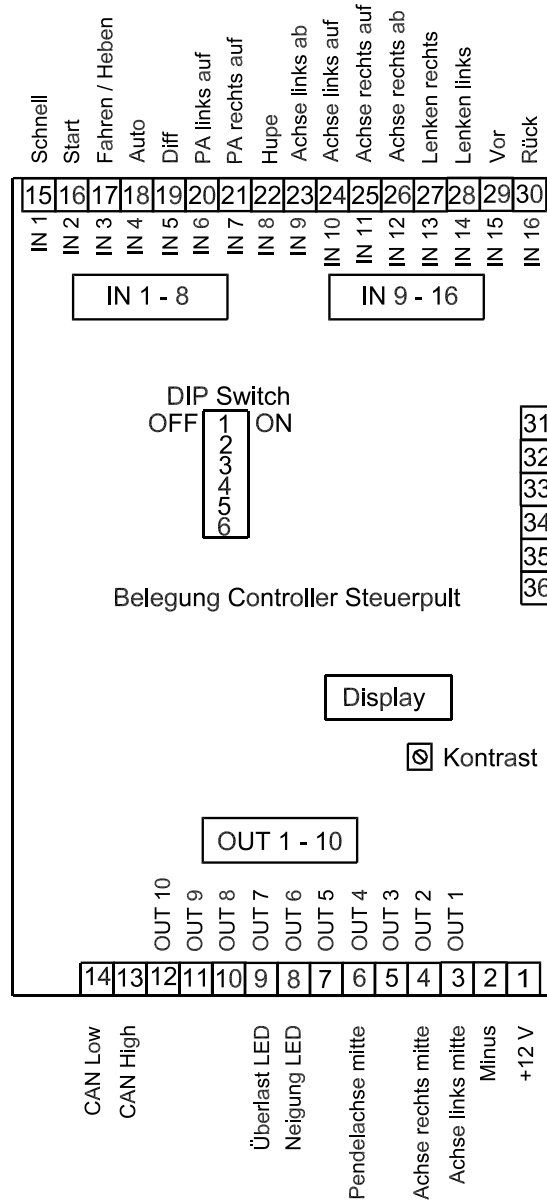 Schnell
Start
Fahren / Heben
Auto
Diff
PA links auf
PA rechts auf
Hupe
Achse links ab
Achse links auf
Achse rechts auf
Achse rechts ab
Lenken rechts
Lenken links
Vor
Rück
15 16 17 18 19 20 21 22 23 24 25 26 27 28 29 30
IN 1
IN 2
IN 3
IN 4
IN 5
IN 6
IN 7
IN 8
IN 9
IN 10
IN 11
IN 12
IN 13
IN 14
IN 15
IN 16
IN 1 - 8
IN 9 - 16
DIP Switch
OFF 1 ON
2
3
4
5
6
31
32
33
34
35
36
Belegung Controller Steuerpult
Display
Kontrast
OUT 1 - 10
OUT 10
OUT 9
OUT 8
OUT 7
OUT 6
OUT 5
OUT 4
OUT 3
OUT 2
OUT 1
14 13 12 11 10 9 8 7 6 5 4 3 2 1
CAN Low
CAN High
Überlast LED
Neigung LED
Pendelachse mitte
Achse rechts mitte
Achse links mitte
Minus
+12 V